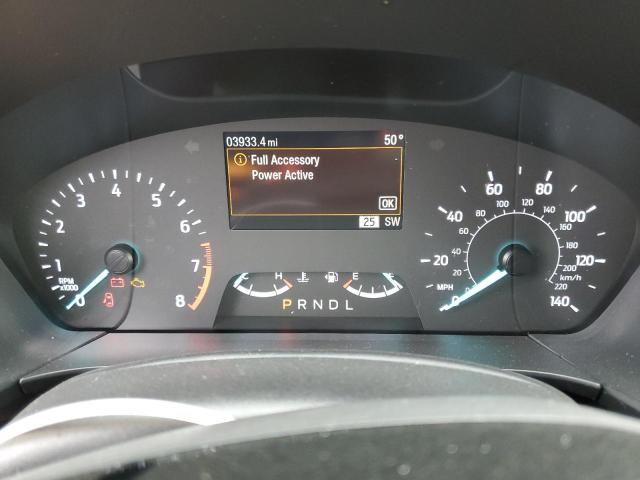 03933.4 mi 50°
Full Accessory
Power Active
OK
25 SW
0 1 2 3 4 5 6 7 8
RPM
x1000
C H E F
P R N D L
0 20 40 60 80 100 120 140
MPH
0 20 40 60 80 100 120 140 160 180 200 220
km/h